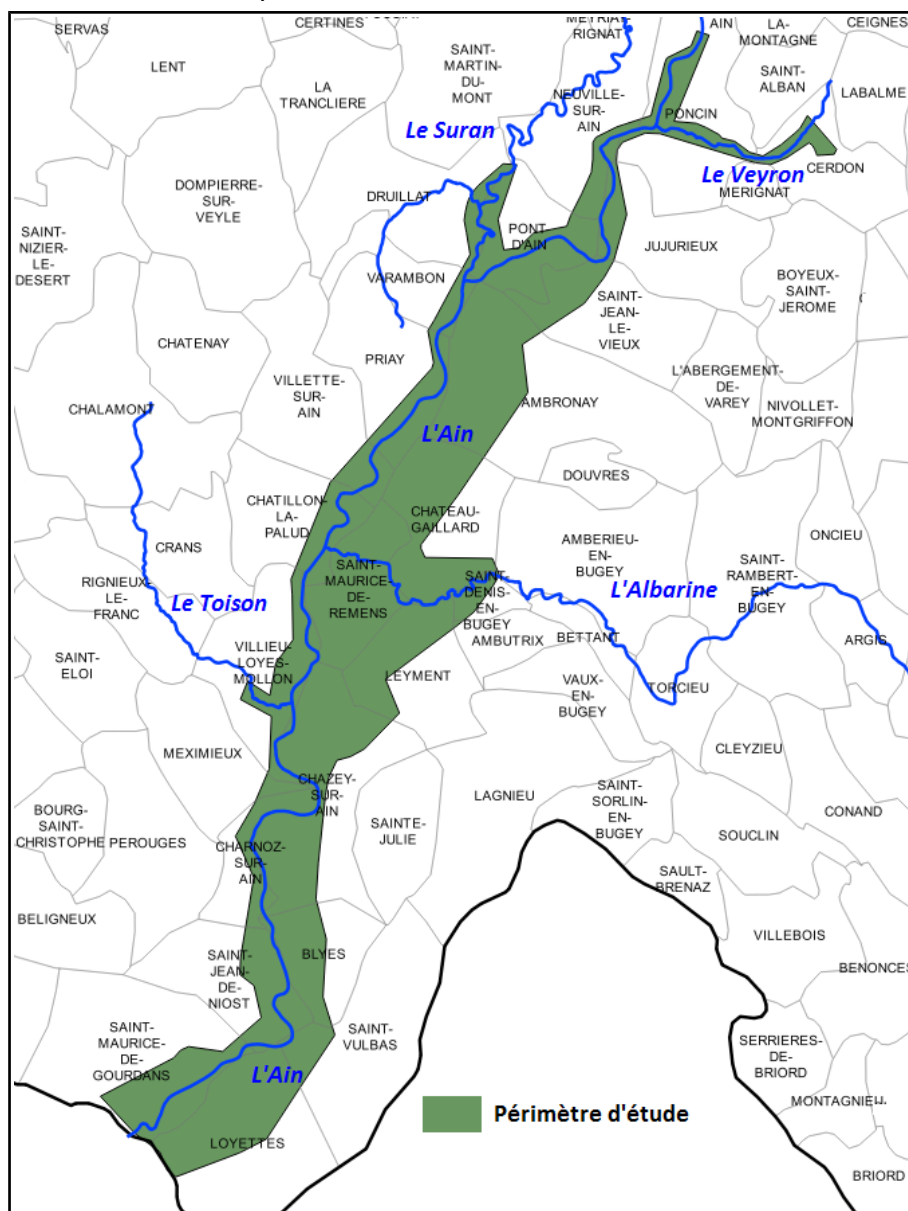 SERVAS
CERTINES
RIGNAT
AIN
LA-
MONTAGNE
CEIGNES
LENT
SAINT-
MARTIN-
DU-
MONT
LA
TRANCLIERE
NEUVILLE-
SUR-
AIN
SAINT-
ALBAN
LABALME
PONCIN
Le Suran
Le Veyron
CERDON
MERIGNAT
DOMPIERRE-
SUR-
VEYLE
DRUILLAT
SAINT-
NIZIER-
LE-
DESERT
PONT-
D'AIN
JUJURIEUX
VARAMBON
BOYEUX-
SAINT-
JEROME
SAINT-
JEAN-
LE-
VIEUX
CHATENAY
PRIAY
VILLETTE-
SUR-
AIN
L'ABERGEMENT-
DE-
VAREY
CHALAMONT
AMBRONAY
NIVOLLET-
MONTGRIFFON
L'Ain
DOUVRES
CHATILLON-
LA-
PALUD
CHATEAU-
GAILLARD
CRANS
AMBERIEU-
EN-
BUGEY
ONCIEU
RIGNIEUX-
LE-
FRANC
Le Toison
SAINT-
MAURICE-
DE-
REMENS
SAINT-
DENIS-
EN-
BUGEY
L'Albarine
SAINT-
RAMBERT-
EN-
BUGEY
AMBUTRIX
BETTANT
ARGIS
SAINT-
ELOI
VILLIEU-
LOYES-
MOLLON
LEYMENT
VAUX-
EN-
BUGEY
TORCIEU
MEXIMIEUX
CLEYZIEU
CHAZEY-
SUR-
AIN
LAGNIEU
SAINT-
SORLIN-
EN-
BUGEY
CONAND
BOURG-
SAINT-
CHRISTOPHE
PEROUGES
SAINTE-
JULIE
SOUCLIN
CHARNOZ-
SUR-
AIN
SAULT-
BRENAZ
BELIGNEUX
VILLEBOIS
SAINT-
JEAN-
DE-
NIOST
BLYES
BENONCES
SAINT-
MAURICE-
DE-
GOURDANS
SAINT-
VULBAS
SERRIERES-
DE-
BRIORD
L'Ain
MONTAGNIEU
Périmètre d'étude
LOYETTES
BRIORD